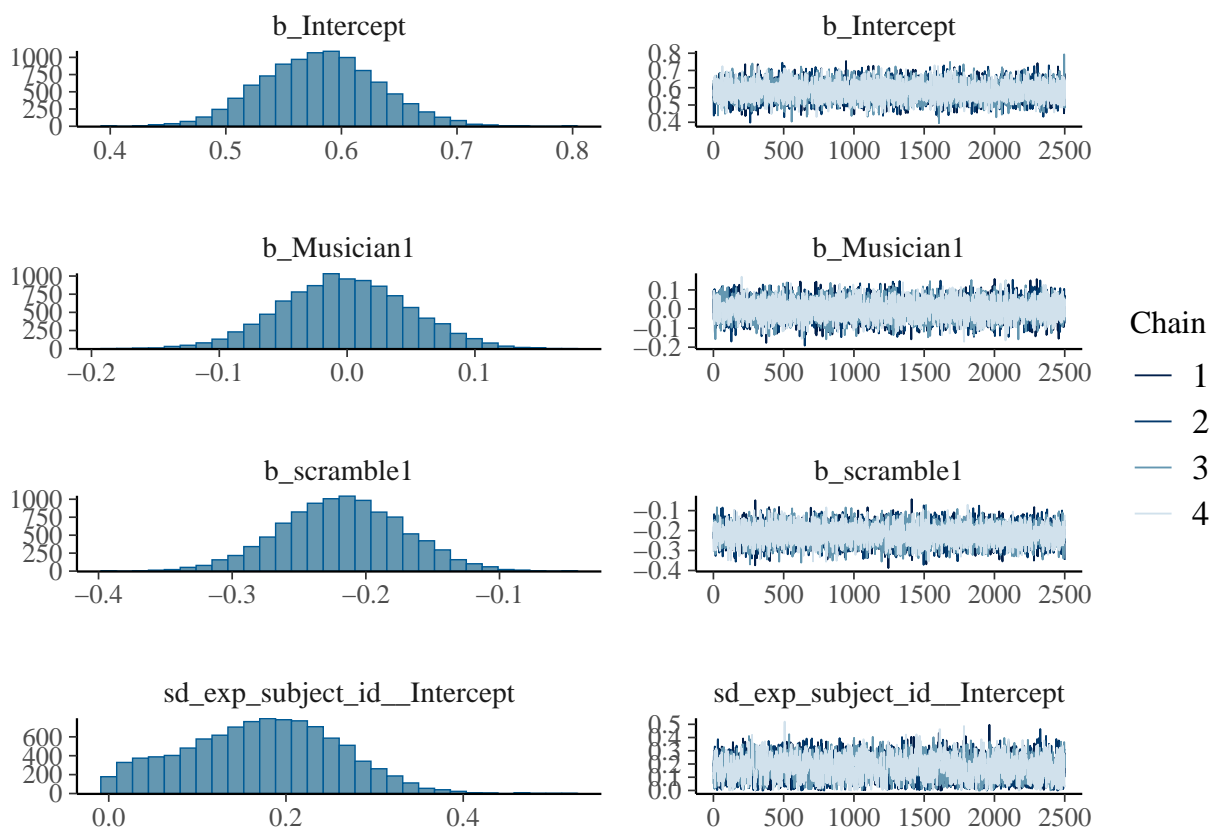 b_Intercept
1000
750
500
250
0
0.4 0.5 0.6 0.7 0.8
b_Intercept
0.8
0.7
0.6
0.5
0.4
0 500 1000 1500 2000 2500
b_Musician1
1000
750
500
250
0
−0.2 −0.1 0.0 0.1
b_Musician1
0.1
0.0
−0.1
−0.2
0 500 1000 1500 2000 2500
b_scramble1
1000
750
500
250
0
−0.4 −0.3 −0.2 −0.1
b_scramble1
−0.1
−0.2
−0.3
−0.4
0 500 1000 1500 2000 2500
sd_exp_subject_id__Intercept
600
400
200
0
0.0 0.2 0.4
sd_exp_subject_id__Intercept
0.5
0.4
0.3
0.2
0.1
0.0
0 500 1000 1500 2000 2500
Chain
1
2
3
4